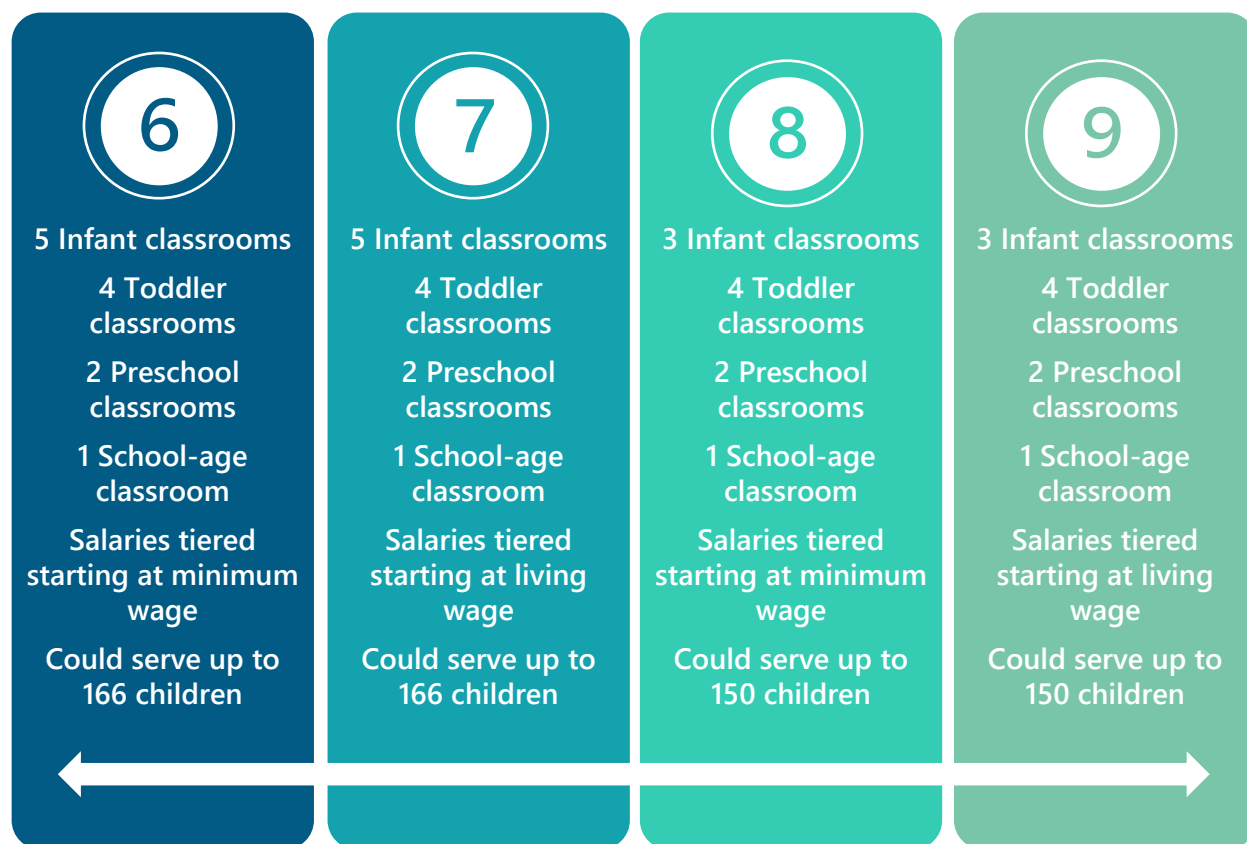 6
5 Infant classrooms
4 Toddler
classrooms
2 Preschool
classrooms
1 School-age
classroom
Salaries tiered
starting at minimum
wage
Could serve up to
166 children
7
5 Infant classrooms
4 Toddler
classrooms
2 Preschool
classrooms
1 School-age
classroom
Salaries tiered
starting at living
wage
Could serve up to
166 children
8
3 Infant classrooms
4 Toddler
classrooms
2 Preschool
classrooms
1 School-age
classroom
Salaries tiered
starting at minimum
wage
Could serve up to
150 children
9
3 Infant classrooms
4 Toddler
classrooms
2 Preschool
classrooms
1 School-age
classroom
Salaries tiered
starting at living
wage
Could serve up to
150 children